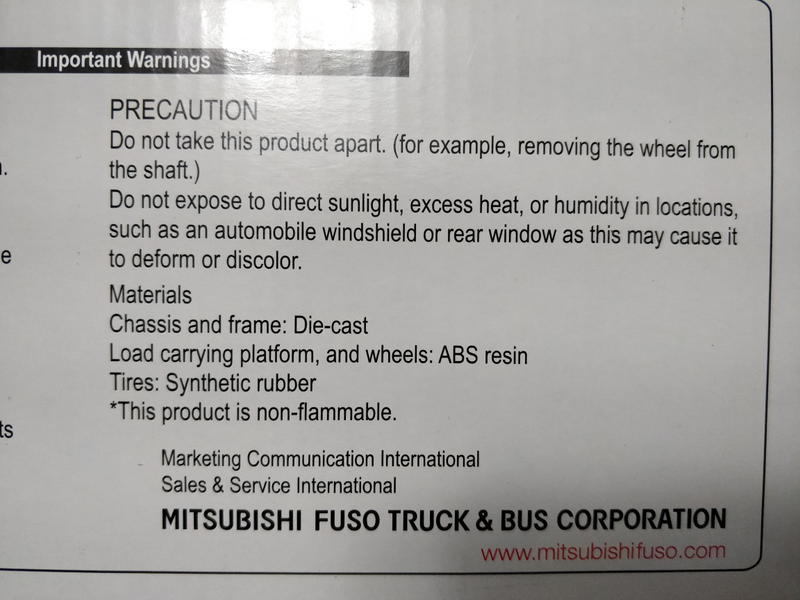 Important Warnings
PRECAUTION
Do not take this product apart. (for example, removing the wheel from
the shaft.)
Do not expose to direct sunlight, excess heat, or humidity in locations,
such as an automobile windshield or rear window as this may cause it
to deform or discolor.
Materials
Chassis and frame: Die-cast
Load carrying platform, and wheels: ABS resin
Tires: Synthetic rubber
*This product is non-flammable.
Marketing Communication International
Sales & Service International
MITSUBISHI FUSO TRUCK & BUS CORPORATION
www.mitsubishifuso.com